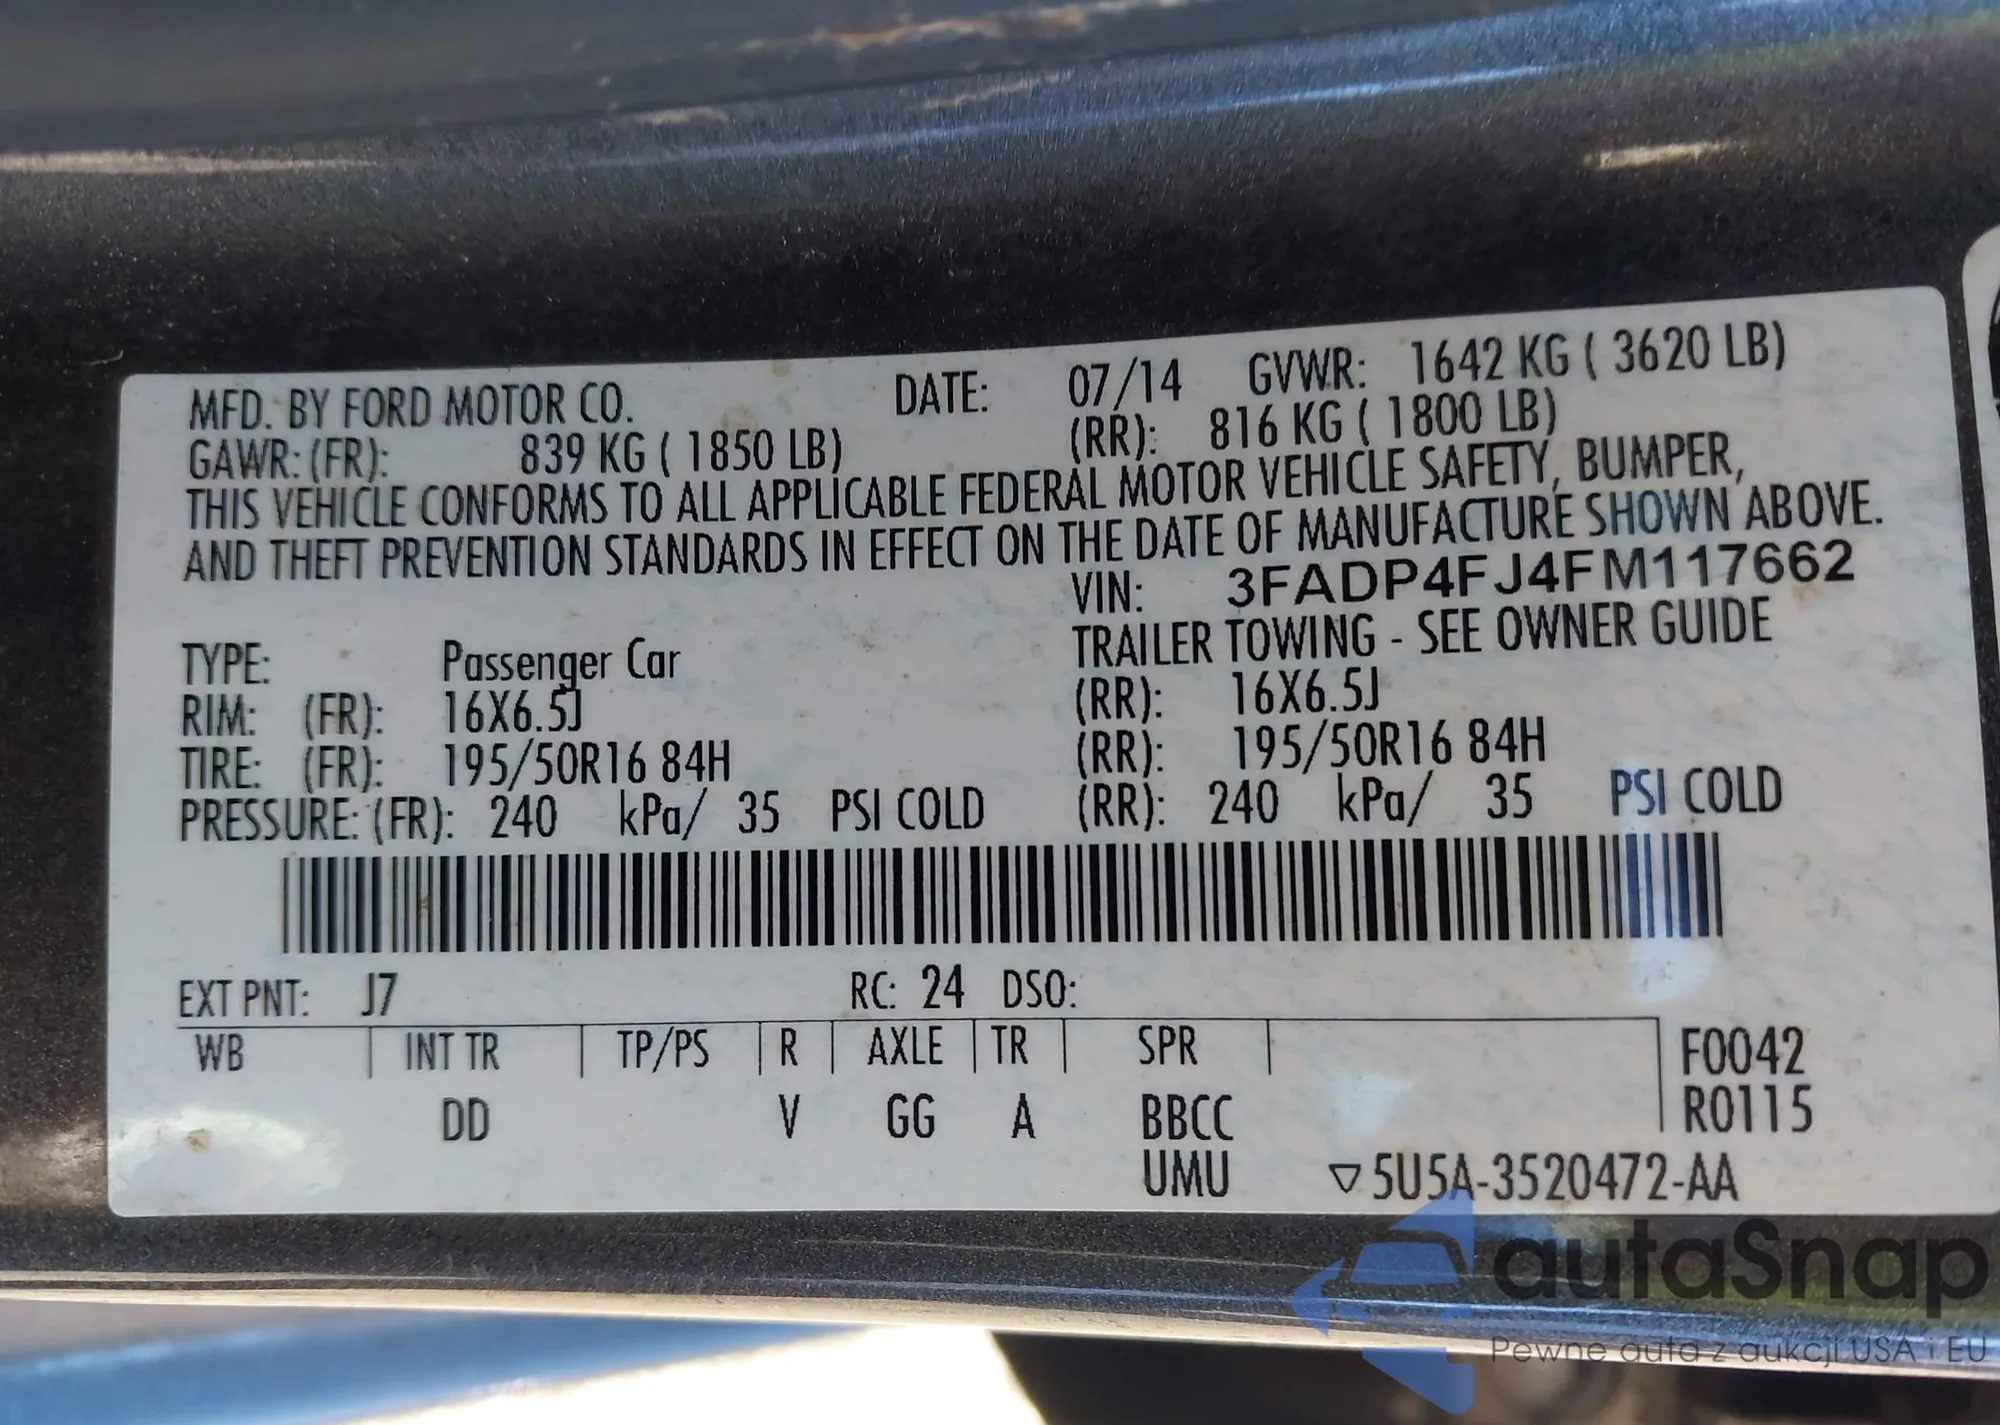 MFD. BY FORD MOTOR CO. DATE: 07/14 GVWR: 1642 KG ( 3620 LB)
GAWR: (FR): 839 KG ( 1850 LB) (RR): 816 KG ( 1800 LB)
THIS VEHICLE CONFORMS TO ALL APPLICABLE FEDERAL MOTOR VEHICLE SAFETY, BUMPER,
AND THEFT PREVENTION STANDARDS IN EFFECT ON THE DATE OF MANUFACTURE SHOWN ABOVE.
VIN: 3FADP4FJ4FM117662
TRAILER TOWING - SEE OWNER GUIDE
TYPE: Passenger Car
RIM: (FR): 16X6.5J (RR): 16X6.5J
TIRE: (FR): 195/50R16 84H (RR): 195/50R16 84H
PRESSURE: (FR): 240 kPa/ 35 PSI COLD (RR): 240 kPa/ 35 PSI COLD
EXT PNT: J7 RC: 24 DSO:
WB INT TR TP/PS R AXLE TR SPR F0042
R0115
DD V GG A BBCC
UMU ▽5U5A-3520472-AA
autaSnap
Pewne auta z aukcji USA i EU